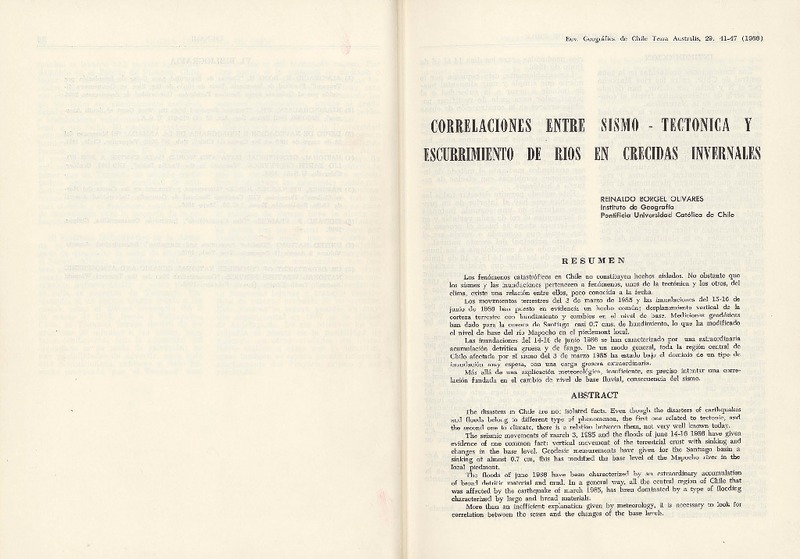 Rev. Geográfica de Chile Terra Australis, 29: 41-47 (1986)
CORRELACIONES ENTRE SISMO - TECTONICA Y
ESCURRIMIENTO DE RIOS EN CRECIDAS INVERNALES
REINALDO BORGEL OLIVARES
Instituto de Geografía
Pontificia Universidad Católica de Chile
RESUMEN
Los fenómenos catastróficos en Chile no constituyen hechos aislados. No obstante que
los sismos y las inundaciones pertenecen a fenómenos, unos de la tectónica y los otros, del
clima, existe una relación entre ellos, poco conocida a la fecha.
Los movimientos terrestres del 3 de marzo de 1985 y las inundaciones del 15-16 de
junio de 1986 han puesto en evidencia un hecho común: desplazamiento vertical de la
corteza terrestre con hundimiento y cambios en el nivel de base. Mediciones geodésicas
han dado para la cuenca de Santiago casi 0.7 cms. de hundimiento, lo que ha modificado
el nivel de base del río Mapocho en el piedemont local.
Las inundaciones del 14-16 de junio 1986 se han caracterizado por una extraordinaria
acumulación detrítica gruesa y de fango. De un modo general, toda la región central de
Chile afectada por el sismo del 3 de marzo 1985 ha estado bajo el dominio de un tipo de
inundación muy espesa, con una carga grosera extraordinaria.
Más allá de una explicación meteorológica, insuficiente, es preciso intentar una corre-
lación fundada en el cambio de nivel de base fluvial, consecuencia del sismo.
ABSTRACT
The disasters in Chile are not isolated facts. Even though the disasters of earthquakes
and floods belong to different type of phenomenon, the first one related to tectonic, and
the second one to climate, there is a relation between them, not very well known today.
The seismic movements of march 3, 1985 and the floods of june 14-16 1986 have given
evidence of one common fact: vertical movement of the terrestrial crust with sinking and
changes in the base level. Geodesic measurements have given for the Santiago basin a
sinking of almost 0.7 cm, this has modified the base level of the Mapocho river in the
local piedmont.
The floods of june 1986 have been characterized by an extraordinary accumulation
of broad detritic material and mud. In a general way, all the central region of Chile that
was affected by the earthquake of march 1985, has been dominated by a type of flooding
characterized by large and broad materials.
More than an inefficient explanation given by meteorology, it is necessary to look for
correlation between the seism and the changes of the base levels.